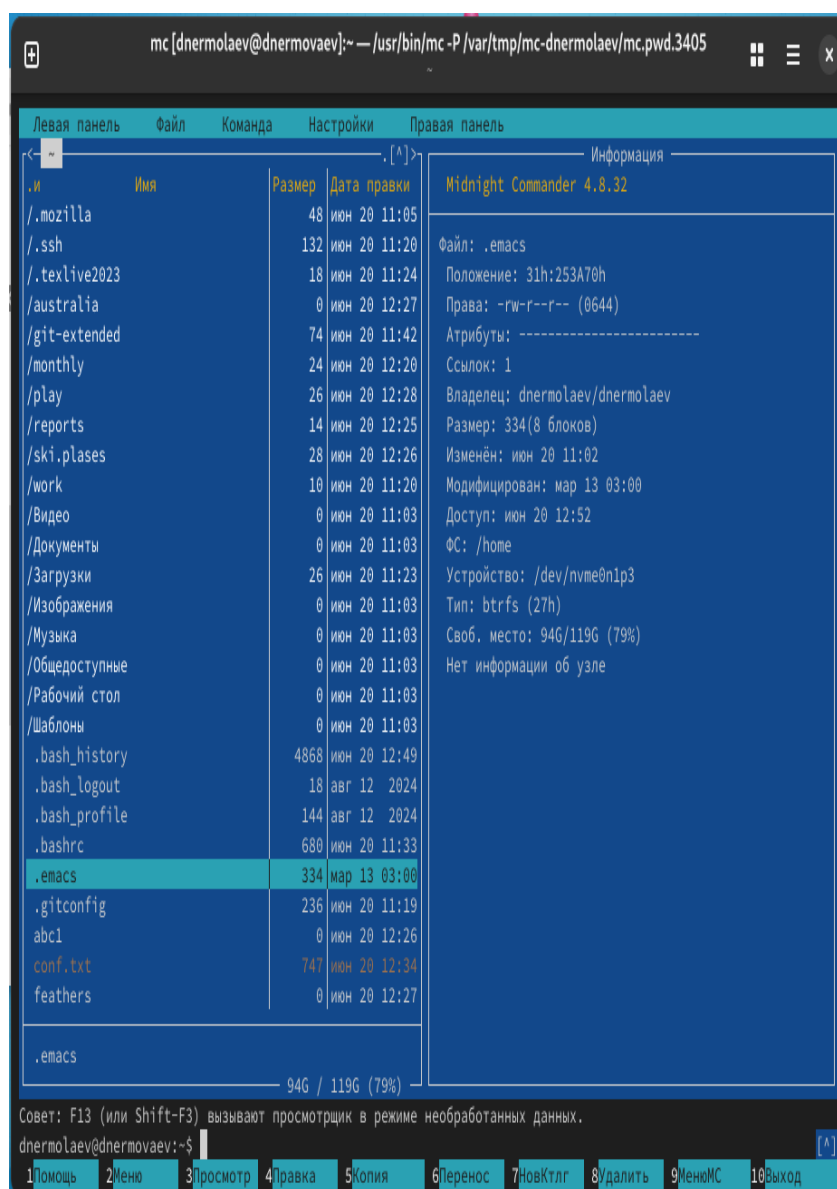 mc [dnermolaev@dnermovaev]:~ — /usr/bin/mc -P /var/tmp/mc-dnermolaev/mc.pwd.3405
~
Левая панель Файл Команда Настройки Правая панель
<- ~ .[^]>
.и Имя Размер Дата правки
/.mozilla 48 июн 20 11:05
/.ssh 132 июн 20 11:20
/.texlive2023 18 июн 20 11:24
/australia 0 июн 20 12:27
/git-extended 74 июн 20 11:42
/monthly 24 июн 20 12:20
/play 26 июн 20 12:28
/reports 14 июн 20 12:25
/ski.plases 28 июн 20 12:26
/work 10 июн 20 11:20
/Видео 0 июн 20 11:03
/Документы 0 июн 20 11:03
/Загрузки 26 июн 20 11:23
/Изображения 0 июн 20 11:03
/Музыка 0 июн 20 11:03
/Общедоступные 0 июн 20 11:03
/Рабочий стол 0 июн 20 11:03
/Шаблоны 0 июн 20 11:03
.bash_history 4868 июн 20 12:49
.bash_logout 18 авг 12 2024
.bash_profile 144 авг 12 2024
.bashrc 680 июн 20 11:33
.emacs 334 мар 13 03:00
.gitconfig 236 июн 20 11:19
abc1 0 июн 20 12:26
conf.txt 747 июн 20 12:34
feathers 0 июн 20 12:27
.emacs
94G / 119G (79%)
Информация
Midnight Commander 4.8.32
Файл: .emacs
Положение: 31h:253A70h
Права: -rw-r--r-- (0644)
Атрибуты: -------------------------
Ссылок: 1
Владелец: dnermolaev/dnermolaev
Размер: 334(8 блоков)
Изменён: июн 20 11:02
Модифицирован: мар 13 03:00
Доступ: июн 20 12:52
ФС: /home
Устройство: /dev/nvme0n1p3
Тип: btrfs (27h)
Своб. место: 94G/119G (79%)
Нет информации об узле
Совет: F13 (или Shift-F3) вызывают просмотрщик в режиме необработанных данных.
dnermolaev@dnermovaev:~$ [^]
1Помощь 2Меню 3Просмотр 4Правка 5Копия 6Перенос 7НовКтлг 8Удалить 9МенюMC 10Выход